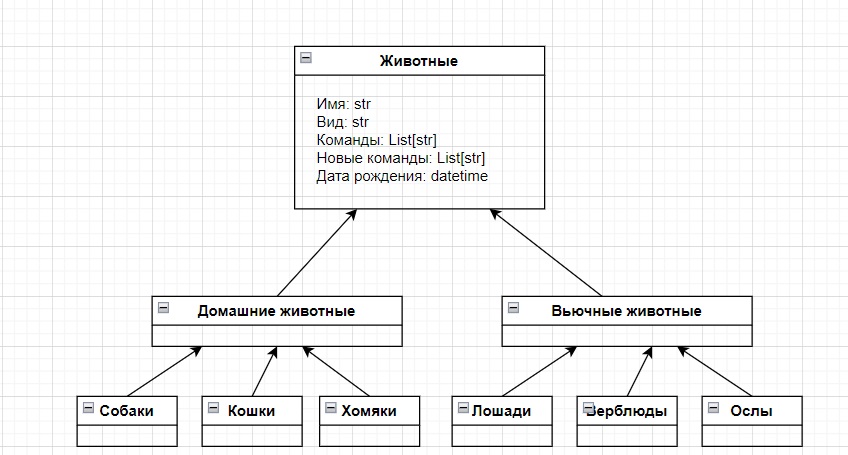 Животные
Имя: str
Вид: str
Команды: List[str]
Новые команды: List[str]
Дата рождения: datetime
Домашние животные
Вьючные животные
Собаки
Кошки
Хомяки
Лошади
Верблюды
Ослы